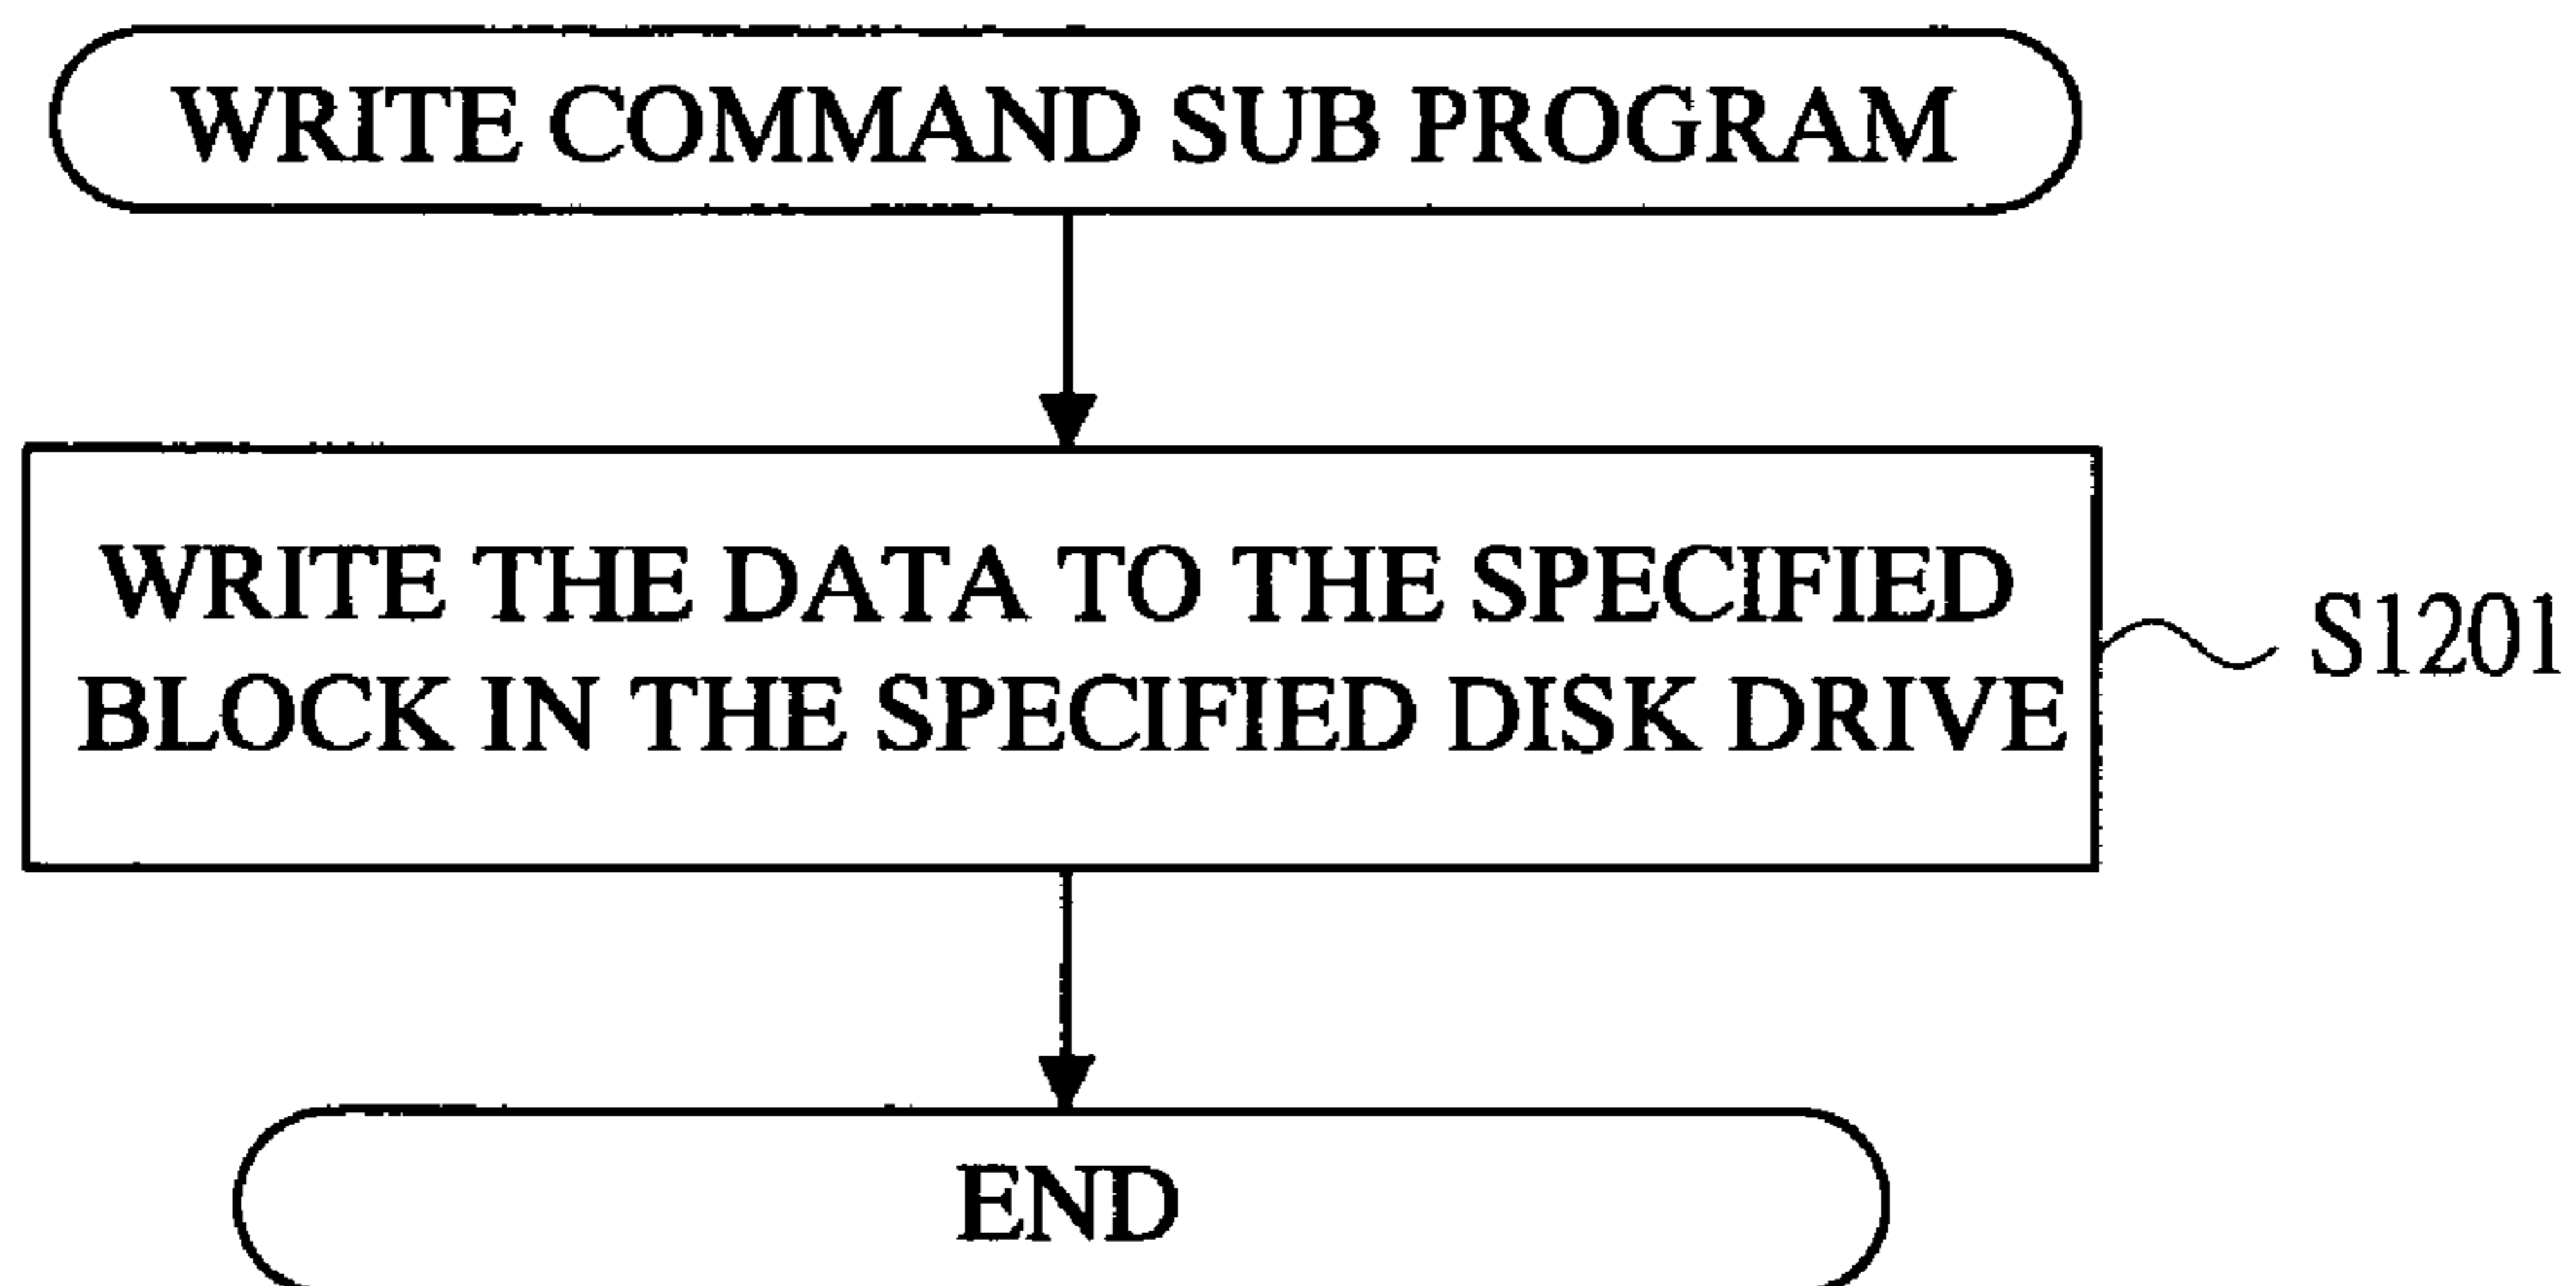 WRITE COMMAND SUB PROGRAM
WRITE THE DATA TO THE SPECIFIED
BLOCK IN THE SPECIFIED DISK DRIVE
S1201
END